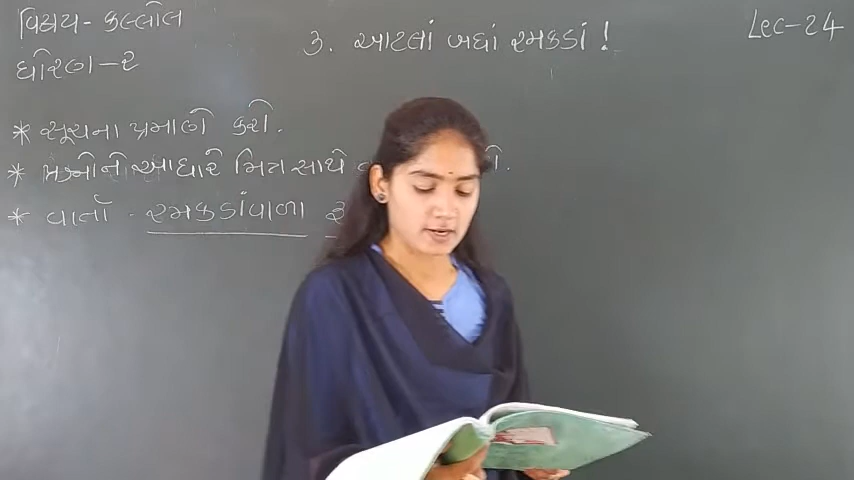 વિષય- કલ્લોલ
ધોરણ-૨
૩. આટલાં બધાં રમકડાં !
Lec-24
* સૂચના પ્રમાણે કરો.
* પ્રશ્નોને આધારે મિત્ર સાથે
* વાર્તા - રમકડાંવાળા